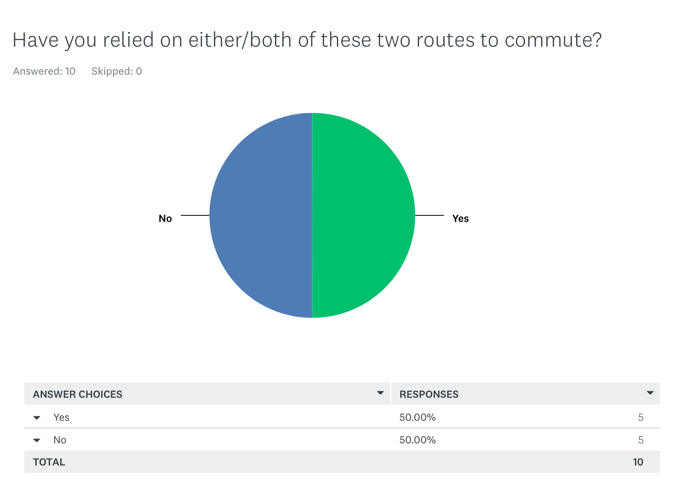 Have you relied on either/both of these two routes to commute?
Answered: 10 Skipped: 0
No Yes
ANSWER CHOICES RESPONSES
Yes 50.00% 5
No 50.00% 5
TOTAL 10